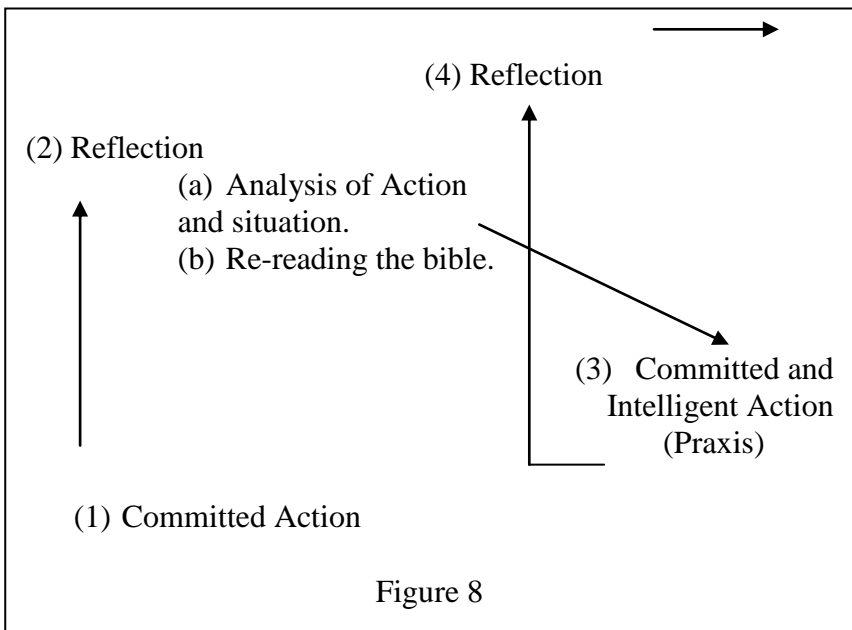 (4) Reflection
(2) Reflection
(a) Analysis of Action
and situation.
(b) Re-reading the bible.
(3) Committed and
Intelligent Action
(Praxis)
(1) Committed Action
Figure 8